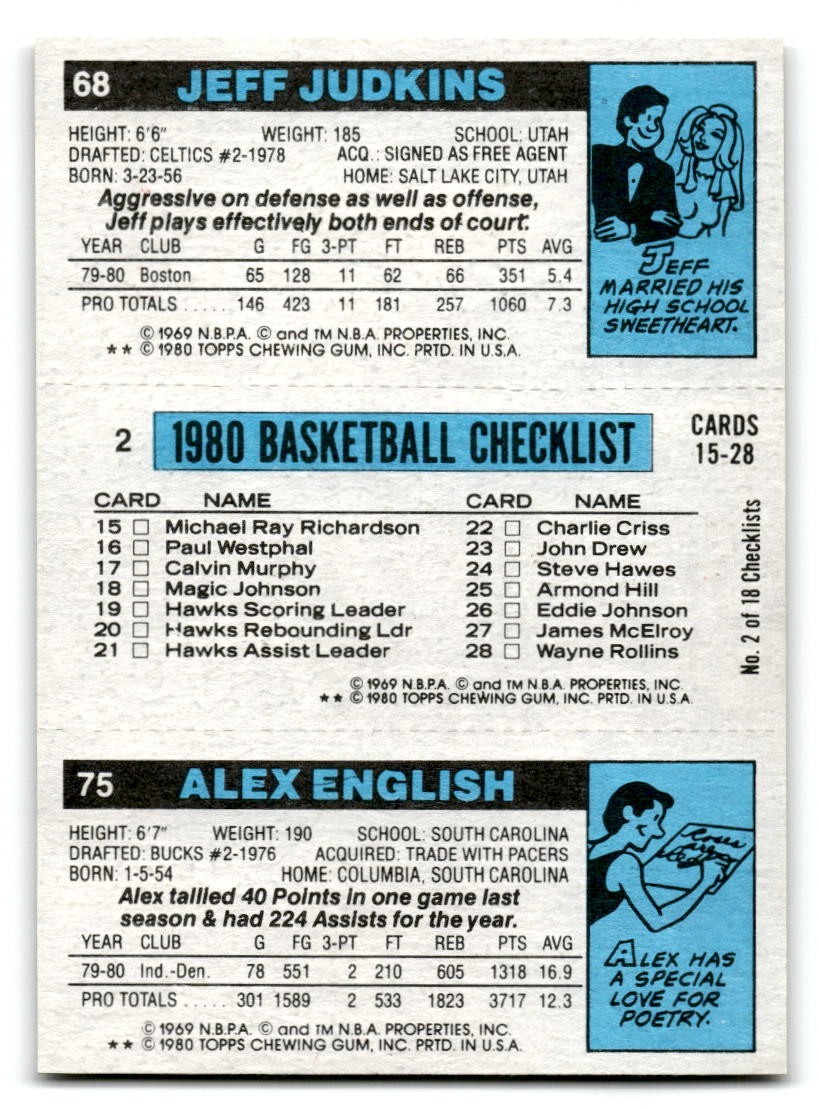 68 JEFF JUDKINS
HEIGHT: 6'6" WEIGHT: 185 SCHOOL: UTAH
DRAFTED: CELTICS #2-1978 ACQ.: SIGNED AS FREE AGENT
BORN: 3-23-56 HOME: SALT LAKE CITY, UTAH
Aggressive on defense as well as offense,
Jeff plays effectively both ends of court.
YEAR CLUB G FG 3-PT FT REB PTS AVG
79-80 Boston 65 128 11 62 66 351 5.4
PRO TOTALS ..... 146 423 11 181 257 1060 7.3
© 1969 N.B.P.A. © and TM N.B.A. PROPERTIES, INC.
★★ © 1980 TOPPS CHEWING GUM, INC. PRTD. IN U.S.A.
JEFF
MARRIED HIS
HIGH SCHOOL
SWEETHEART.
2 1980 BASKETBALL CHECKLIST CARDS
15-28
CARD NAME CARD NAME
15 □ Michael Ray Richardson 22 □ Charlie Criss
16 □ Paul Westphal 23 □ John Drew
17 □ Calvin Murphy 24 □ Steve Hawes
18 □ Magic Johnson 25 □ Armond Hill
19 □ Hawks Scoring Leader 26 □ Eddie Johnson
20 □ Hawks Rebounding Ldr 27 □ James McElroy
21 □ Hawks Assist Leader 28 □ Wayne Rollins
No. 2 of 18 Checklists
© 1969 N.B.P.A. © and TM N.B.A. PROPERTIES, INC.
★★ © 1980 TOPPS CHEWING GUM, INC. PRTD. IN U.S.A.
75 ALEX ENGLISH
HEIGHT: 6'7" WEIGHT: 190 SCHOOL: SOUTH CAROLINA
DRAFTED: BUCKS #2-1976 ACQUIRED: TRADE WITH PACERS
BORN: 1-5-54 HOME: COLUMBIA, SOUTH CAROLINA
Alex tallied 40 Points in one game last
season & had 224 Assists for the year.
YEAR CLUB G FG 3-PT FT REB PTS AVG
79-80 Ind.-Den. 78 551 2 210 605 1318 16.9
PRO TOTALS ..... 301 1589 2 533 1823 3717 12.3
© 1969 N.B.P.A. © and TM N.B.A. PROPERTIES, INC.
★★ © 1980 TOPPS CHEWING GUM, INC. PRTD. IN U.S.A.
ALEX HAS
A SPECIAL
LOVE FOR
POETRY.